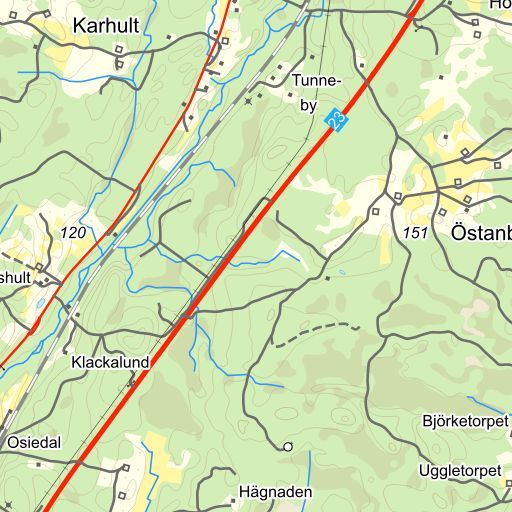 Ho
Karhult
Tunne-
by
23
120
151
Östanb
shult
Klackalund
Björketorpet
Osiedal
Uggletorpet
Hägnaden